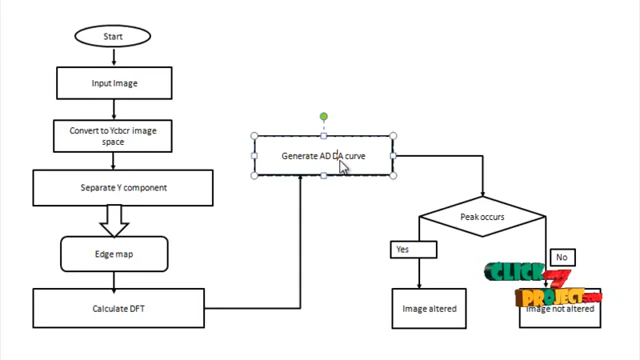 Start
Input Image
Convert to Ycbcr image
space
Separate Y component
Edge map
Calculate DFT
Generate AD DA curve
Peak occurs
Yes
No
Image altered
Image not altered
CLICK
PROJECT.COM